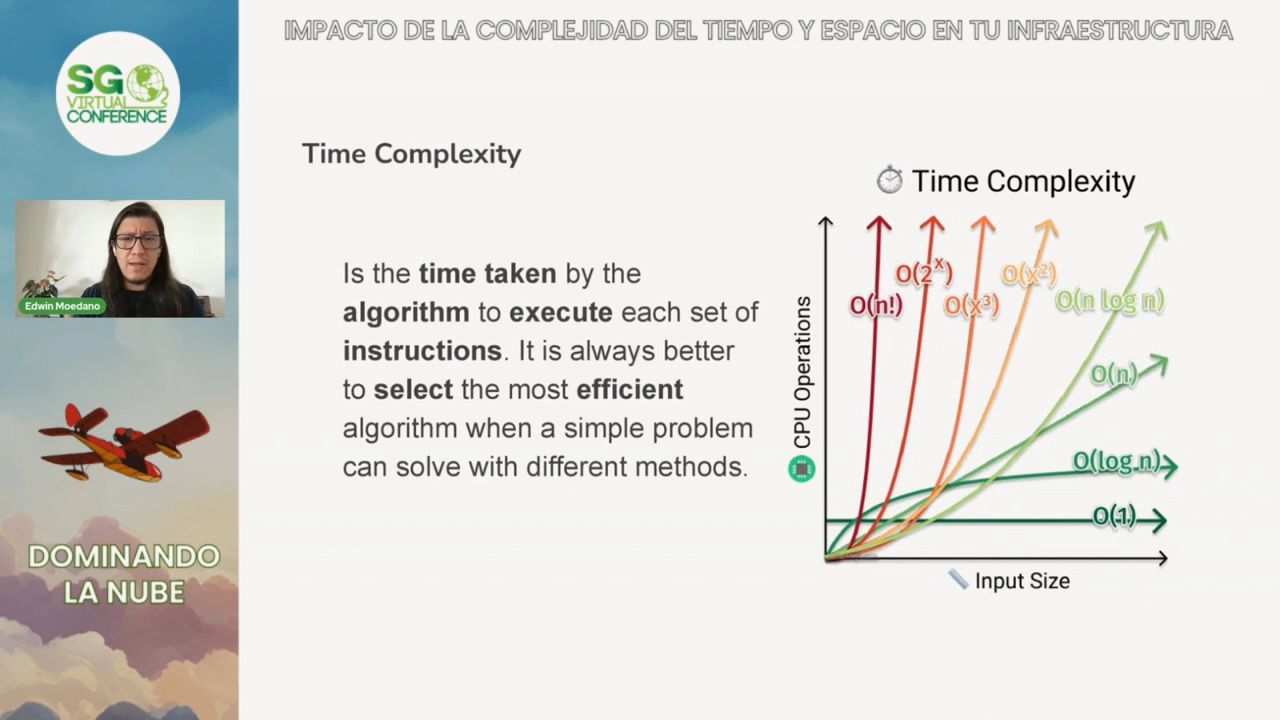 IMPACTO DE LA COMPLEJIDAD DEL TIEMPO Y ESPACIO EN TU INFRAESTRUCTURA
SG
VIRTUAL
CONFERENCE
Edwin Moedano
DOMINANDO
LA NUBE
Time Complexity
Is the time taken by the
algorithm to execute each set of
instructions. It is always better
to select the most efficient
algorithm when a simple problem
can solve with different methods.
Time Complexity
O(n!)
O(2^x)
O(x³)
O(x²)
O(n log n)
O(n)
O(log n)
O(1)
CPU Operations
Input Size